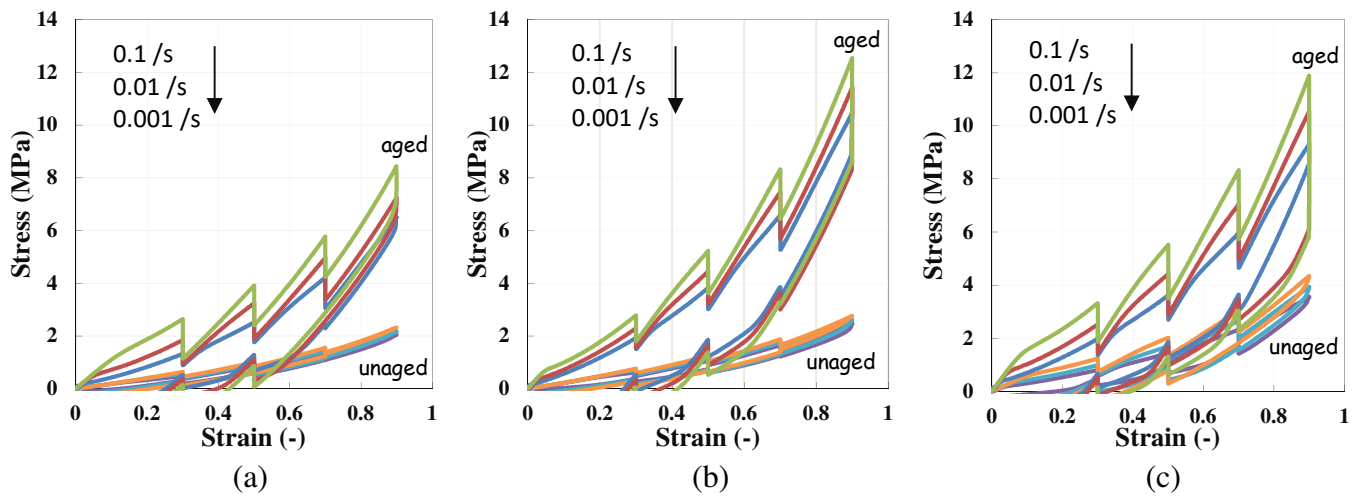 14
12
10
8
6
4
2
0
0 0.2 0.4 0.6 0.8 1
Stress (MPa)
Strain (-)
0.1 /s
0.01 /s
0.001 /s
aged
unaged
(a)
14
12
10
8
6
4
2
0
0 0.2 0.4 0.6 0.8 1
Stress (MPa)
Strain (-)
0.1 /s
0.01 /s
0.001 /s
aged
unaged
(b)
14
12
10
8
6
4
2
0
0 0.2 0.4 0.6 0.8 1
Stress (MPa)
Strain (-)
0.1 /s
0.01 /s
0.001 /s
aged
unaged
(c)